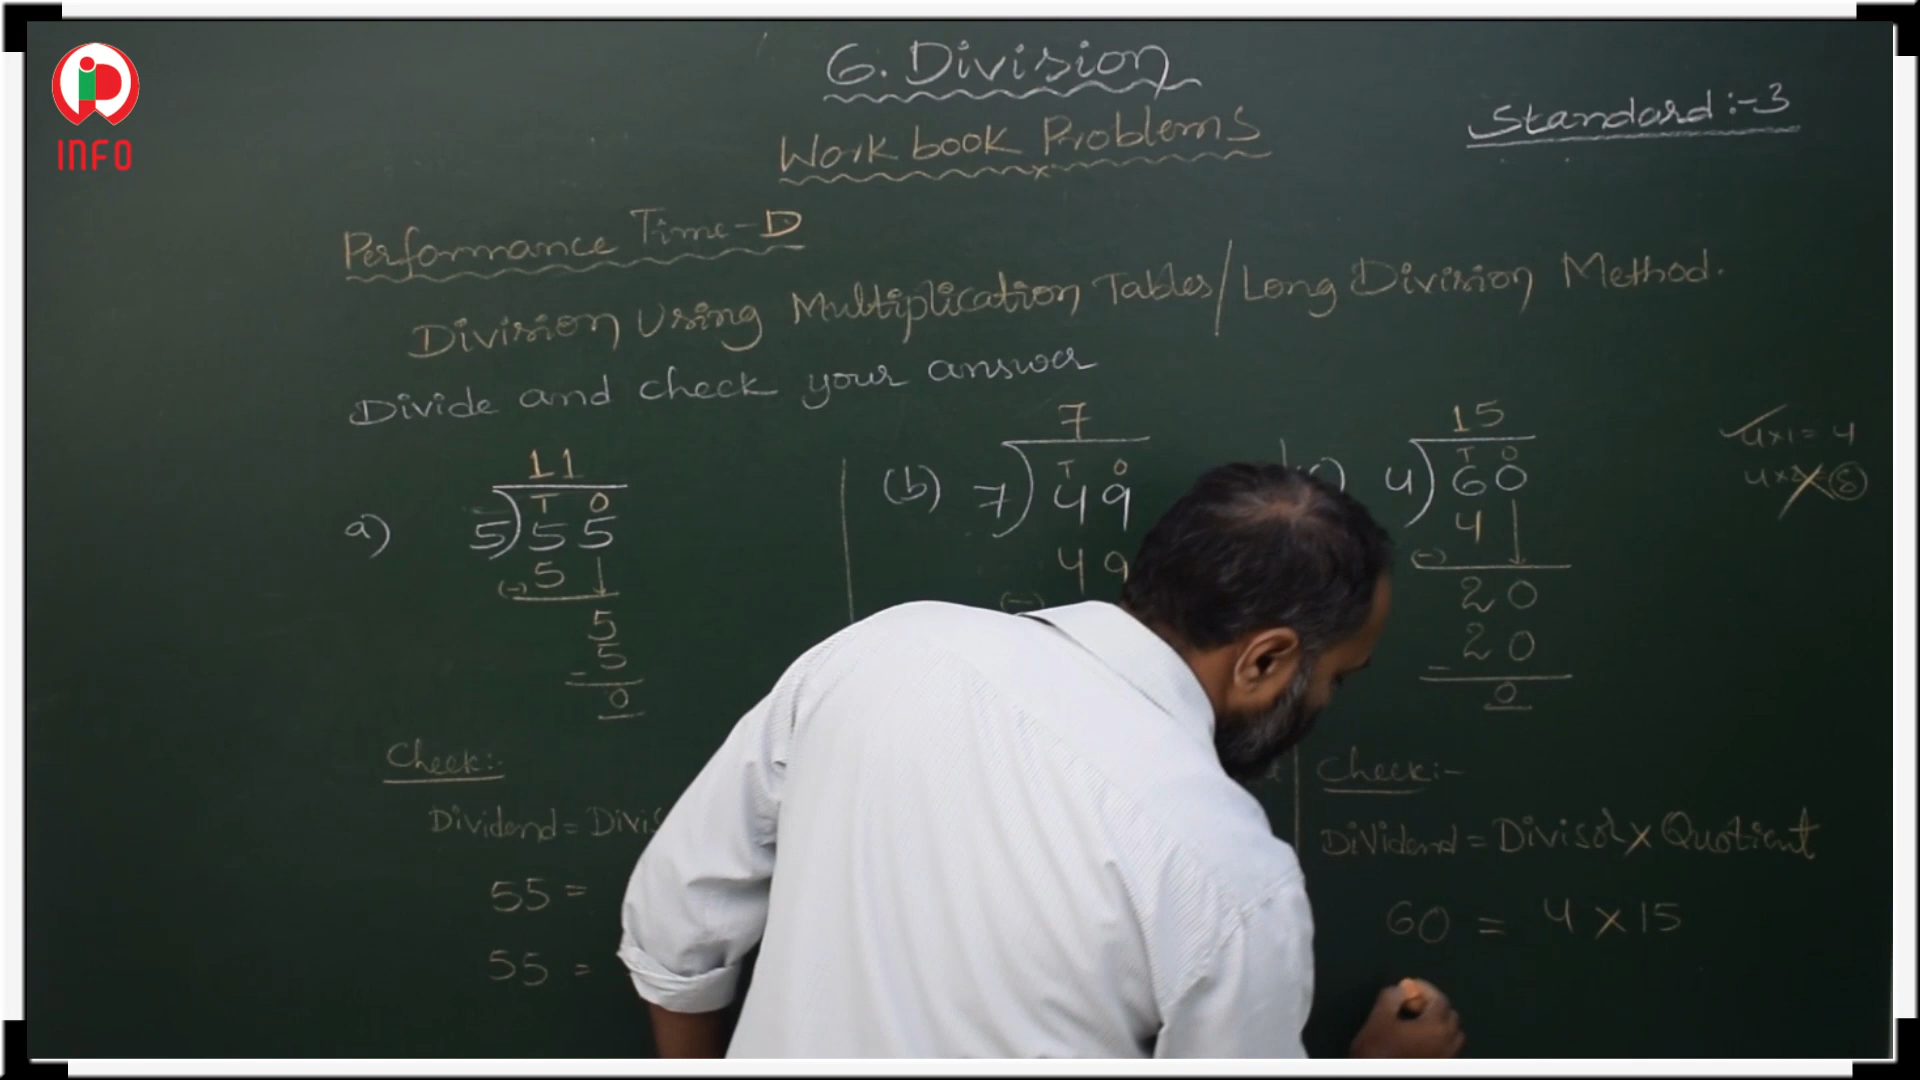 INFO
6. Division
Work book Problems
Standard :- 3
Performance Time - D
Division Using Multiplication Tables / Long Division Method.
Divide and check your answer
a)
11
T O
5) 55
(-) 5
5
- 5
0
Check:-
Dividend =
55 =
55 =
(b)
7
T O
7) 49
49
(-)
15
T O
4) 60
4
(-)
20
- 20
0
4x1 = 4
Check:-
Dividend = Divisor x Quotient
60 = 4 x 15